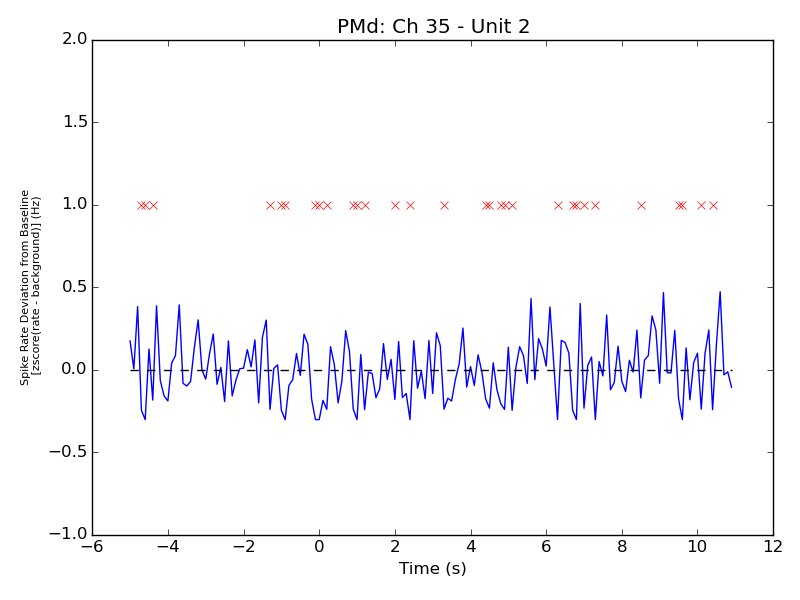 PMd: Ch 35 - Unit 2
2.0
1.5
1.0
0.5
0.0
−0.5
−1.0
Spike Rate Deviation from Baseline
[zscore(rate - background)] (Hz)
−6 −4 −2 0 2 4 6 8 10 12
Time (s)